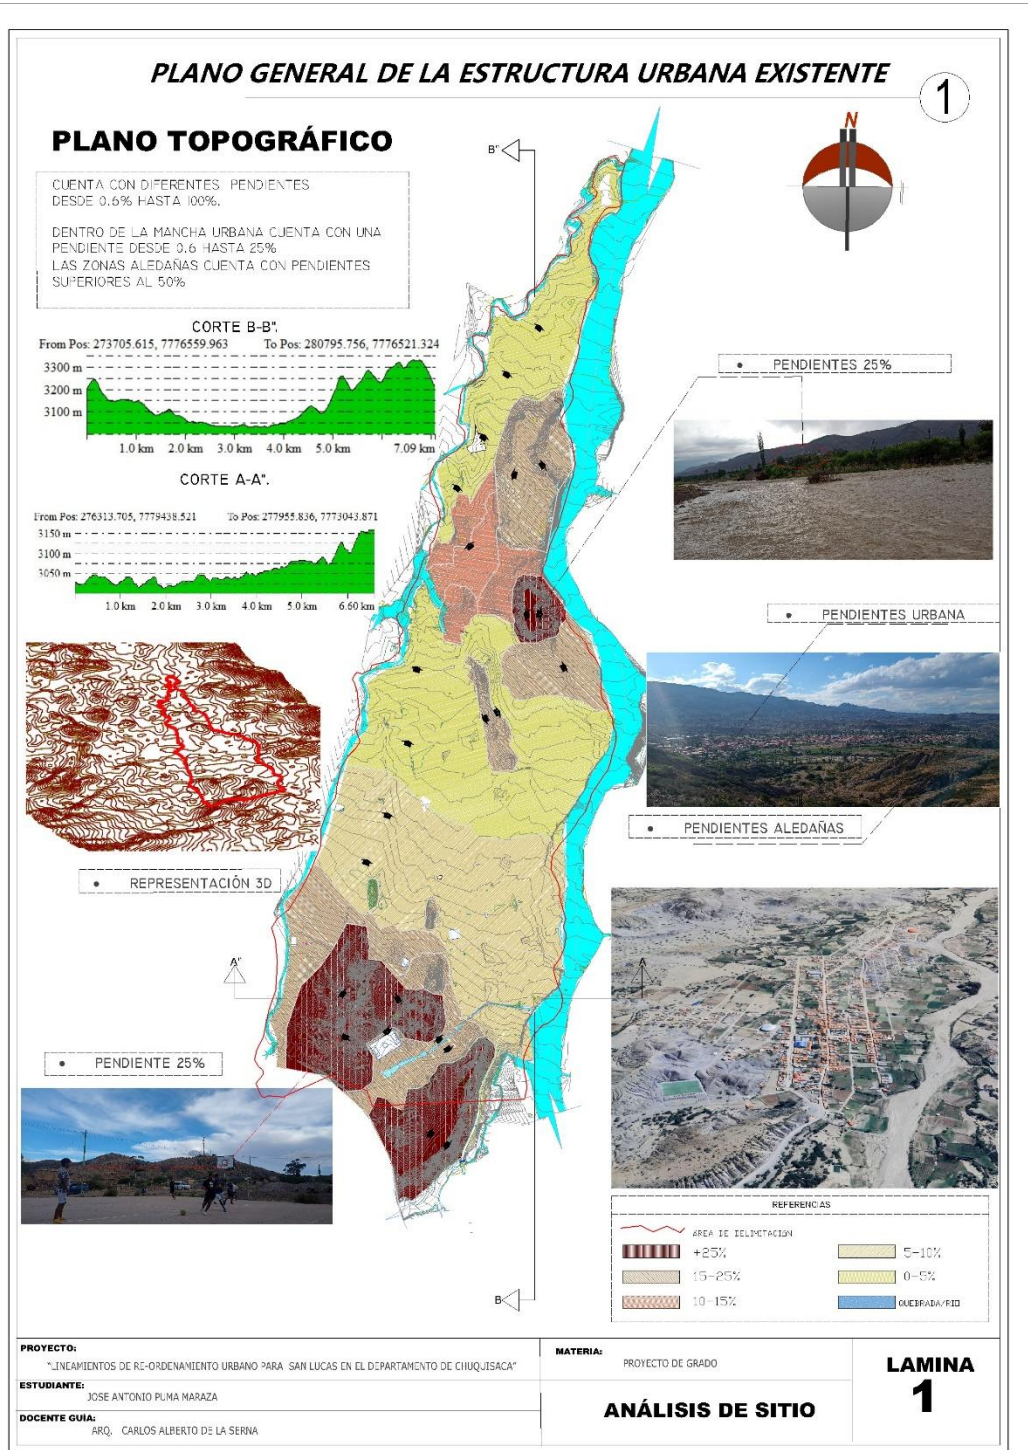 PLANO GENERAL DE LA ESTRUCTURA URBANA EXISTENTE
1
PLANO TOPOGRÁFICO
CUENTA CON DIFERENTES PENDIENTES
DESDE 0.6% HASTA 100%.
DENTRO DE LA MANCHA URBANA CUENTA CON UNA
PENDIENTE DESDE 0.6 HASTA 25%
LAS ZONAS ALEDAÑAS CUENTA CON PENDIENTES
SUPERIORES AL 50%
N
B"
CORTE B-B".
From Pos: 273705.615, 7776559.963 To Pos: 280795.756, 7776521.324
3300 m
3200 m
3100 m
1.0 km 2.0 km 3.0 km 4.0 km 5.0 km 7.09 km
CORTE A-A".
From Pos: 276313.705, 7779438.521 To Pos: 277955.836, 7773043.871
3150 m
3100 m
3050 m
1.0 km 2.0 km 3.0 km 4.0 km 5.0 km 6.60 km
PENDIENTES 25%
PENDIENTES URBANA
PENDIENTES ALEDAÑAS
REPRESENTACIÓN 3D
A"
A
PENDIENTE 25%
B
REFERENCIAS
AREA DE DELIMITACIÓN
+25%
15-25%
10-15%
5-10%
0-5%
QUEBRADA/RIO
PROYECTO:
"LINEAMIENTOS DE RE-ORDENAMIENTO URBANO PARA SAN LUCAS EN EL DEPARTAMENTO DE CHUQUISACA"
ESTUDIANTE:
JOSE ANTONIO PUMA MARAZA
DOCENTE GUÍA:
ARQ. CARLOS ALBERTO DE LA SERNA
MATERIA:
PROYECTO DE GRADO
ANÁLISIS DE SITIO
LAMINA
1